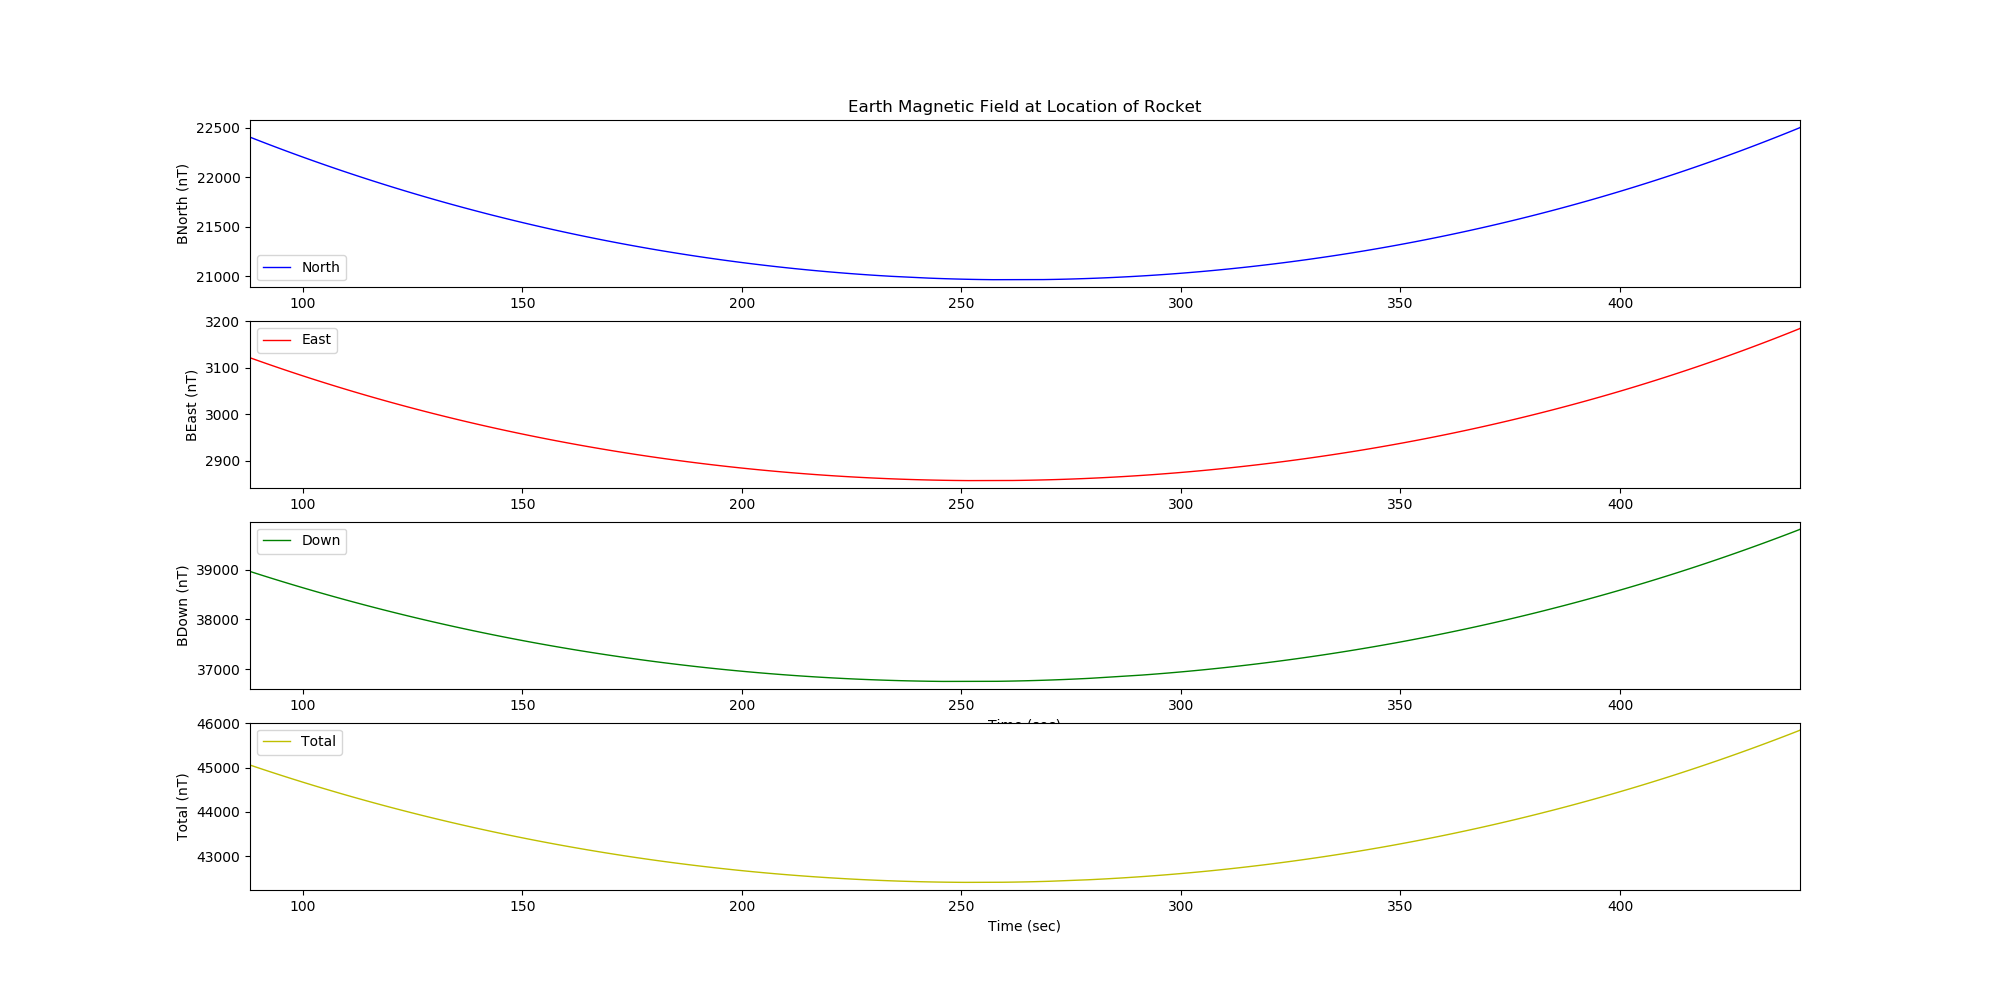 Earth Magnetic Field at Location of Rocket
22500
22000
21500
21000
BNorth (nT)
North
100 150 200 250 300 350 400
3200
3100
3000
2900
BEast (nT)
East
100 150 200 250 300 350 400
39000
38000
37000
BDown (nT)
Down
100 150 200 250 300 350 400
Time (sec)
46000
45000
44000
43000
Total (nT)
Total
100 150 200 250 300 350 400
Time (sec)